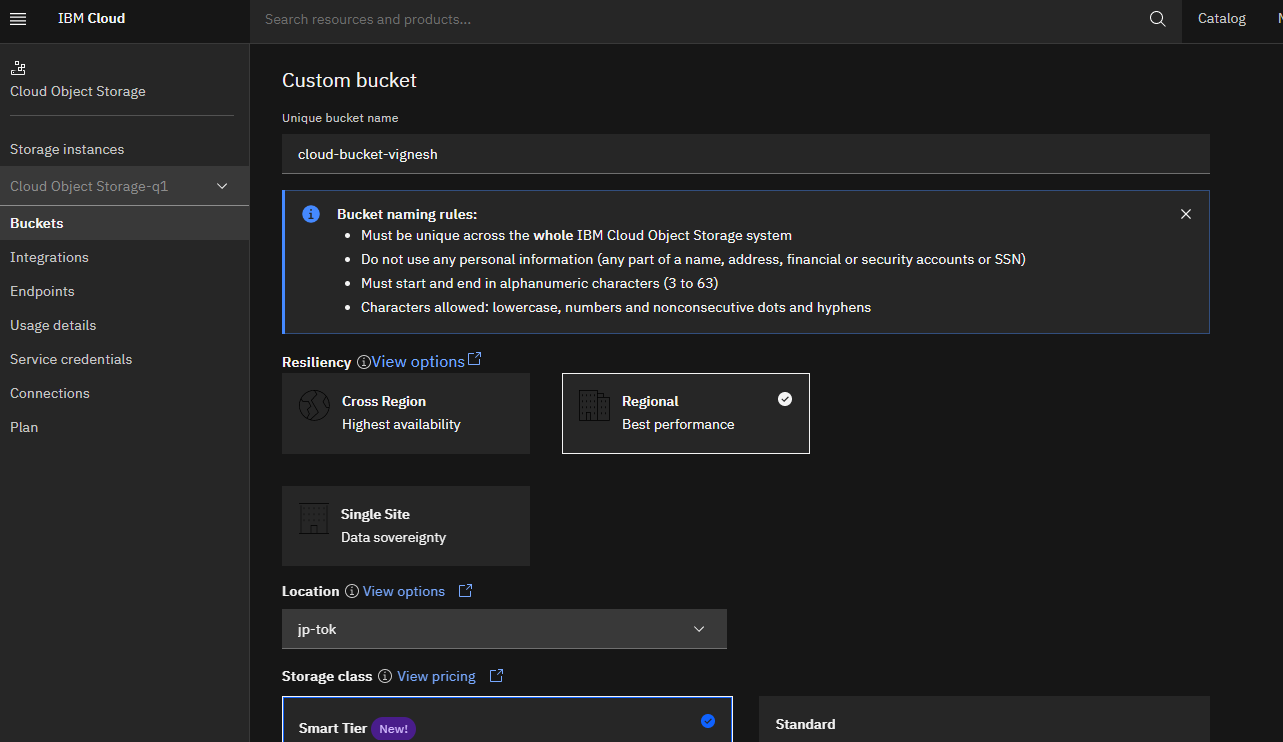 IBM Cloud
Search resources and products...
Catalog
Cloud Object Storage
Storage instances
Cloud Object Storage-q1
Buckets
Integrations
Endpoints
Usage details
Service credentials
Connections
Plan
Custom bucket
Unique bucket name
cloud-bucket-vignesh
Bucket naming rules:
Must be unique across the whole IBM Cloud Object Storage system
Do not use any personal information (any part of a name, address, financial or security accounts or SSN)
Must start and end in alphanumeric characters (3 to 63)
Characters allowed: lowercase, numbers and nonconsecutive dots and hyphens
Resiliency View options
Cross Region
Highest availability
Regional
Best performance
Single Site
Data sovereignty
Location View options
jp-tok
Storage class View pricing
Smart Tier New!
Standard